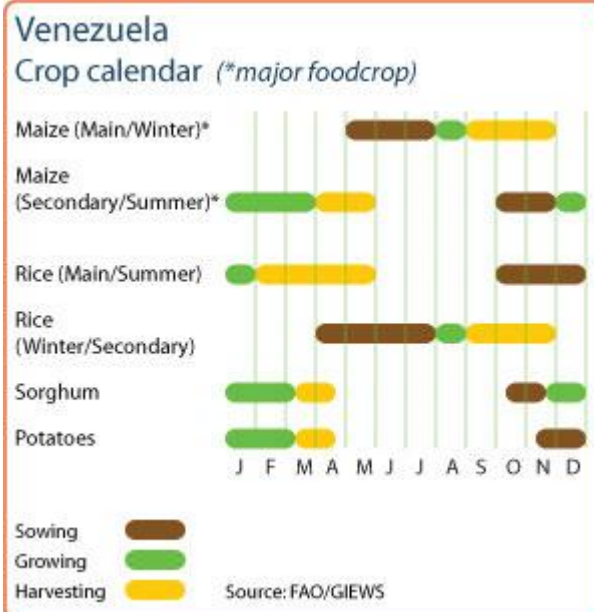 Venezuela
Crop calendar (*major foodcrop)
Maize (Main/Winter)*
Maize
(Secondary/Summer)*
Rice (Main/Summer)
Rice
(Winter/Secondary)
Sorghum
Potatoes
J F M A M J J A S O N D
Sowing
Growing
Harvesting
Source: FAO/GIEWS